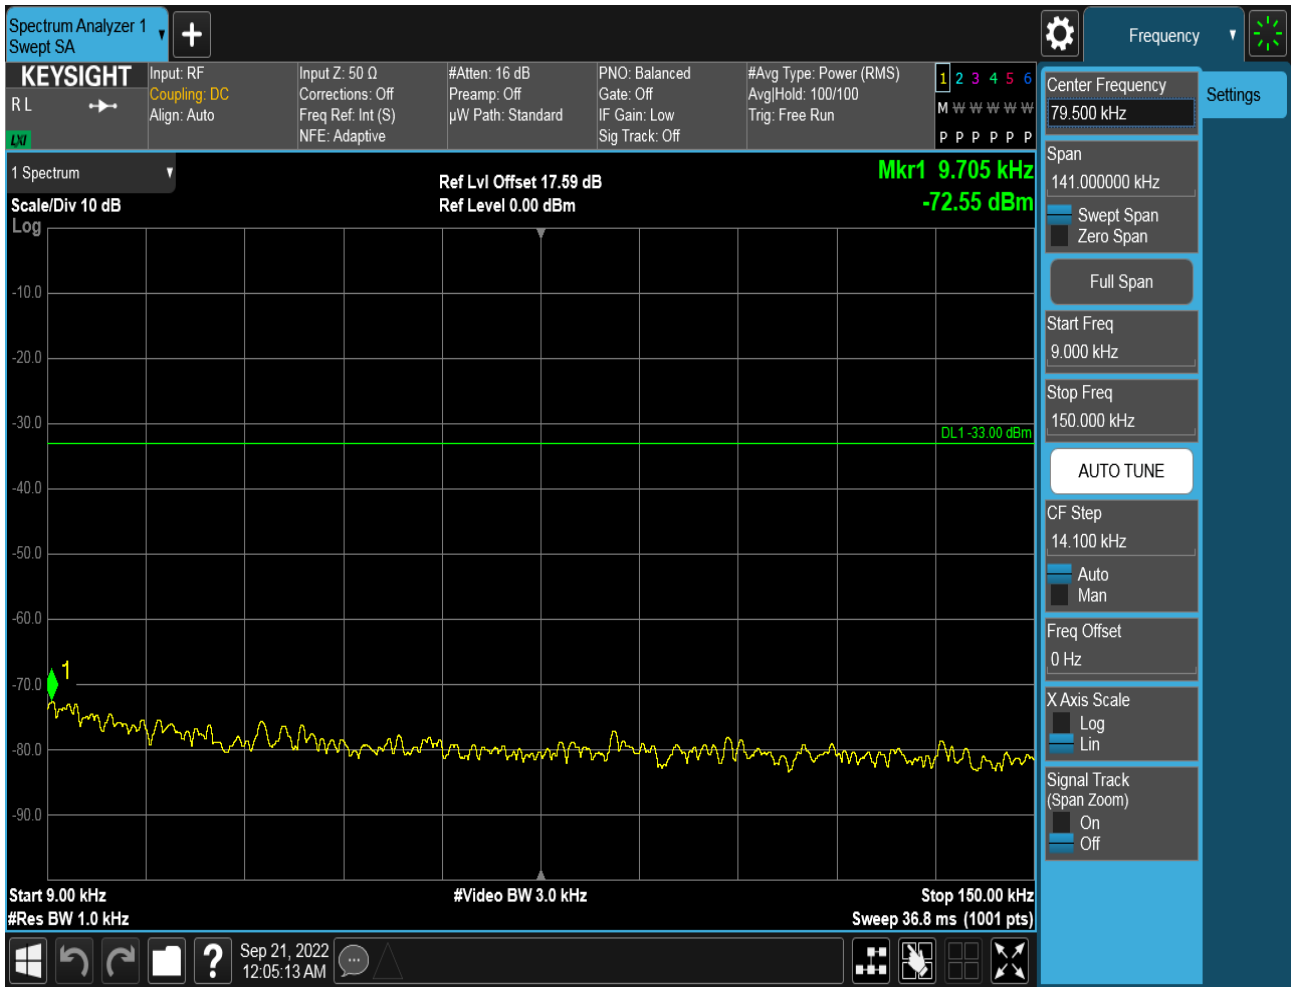 Spectrum Analyzer 1
Swept SA
Frequency
KEYSIGHT
R L
LXI
Input: RF
Coupling: DC
Align: Auto
Input Z: 50 Ω
Corrections: Off
Freq Ref: Int (S)
NFE: Adaptive
#Atten: 16 dB
Preamp: Off
µW Path: Standard
PNO: Balanced
Gate: Off
IF Gain: Low
Sig Track: Off
#Avg Type: Power (RMS)
Avg|Hold: 100/100
Trig: Free Run
1 2 3 4 5 6
M W W W W W
P P P P P P
1 Spectrum
Scale/Div 10 dB
Log
Ref Lvl Offset 17.59 dB
Ref Level 0.00 dBm
Mkr1 9.705 kHz
-72.55 dBm
-10.0
-20.0
-30.0
DL1 -33.00 dBm
-40.0
-50.0
-60.0
1
-70.0
-80.0
-90.0
Start 9.00 kHz
#Res BW 1.0 kHz
#Video BW 3.0 kHz
Stop 150.00 kHz
Sweep 36.8 ms (1001 pts)
Sep 21, 2022
12:05:13 AM
Center Frequency
79.500 kHz
Settings
Span
141.000000 kHz
Swept Span
Zero Span
Full Span
Start Freq
9.000 kHz
Stop Freq
150.000 kHz
AUTO TUNE
CF Step
14.100 kHz
Auto
Man
Freq Offset
0 Hz
X Axis Scale
Log
Lin
Signal Track
(Span Zoom)
On
Off